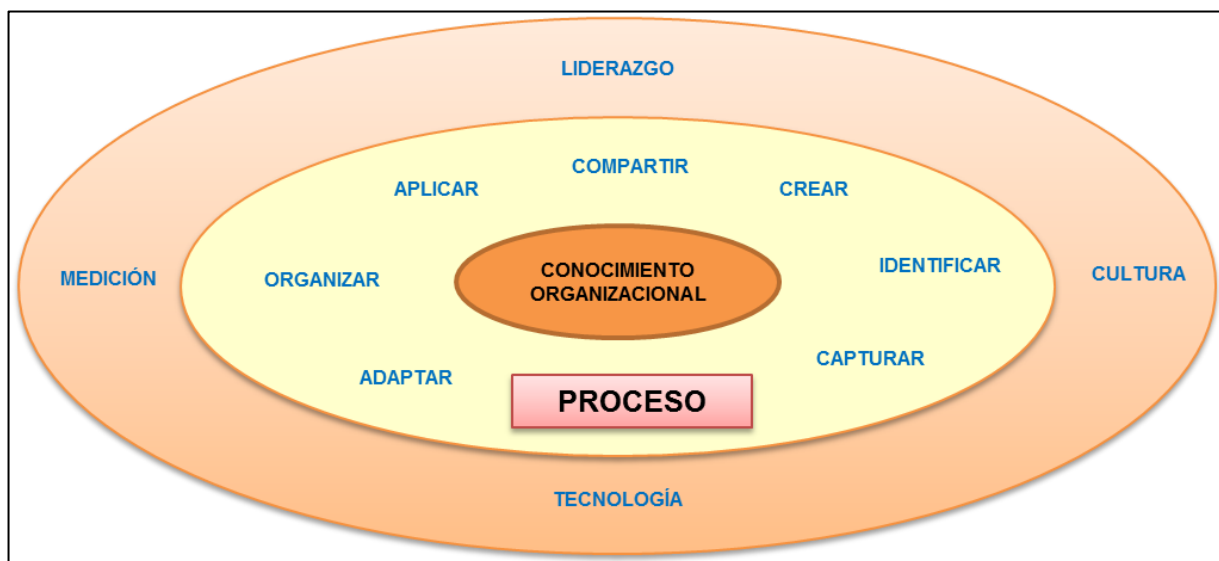 LIDERAZGO
COMPARTIR
APLICAR
CREAR
IDENTIFICAR
CONOCIMIENTO
ORGANIZACIONAL
MEDICIÓN
ORGANIZAR
CULTURA
CAPTURAR
ADAPTAR
PROCESO
TECNOLOGÍA